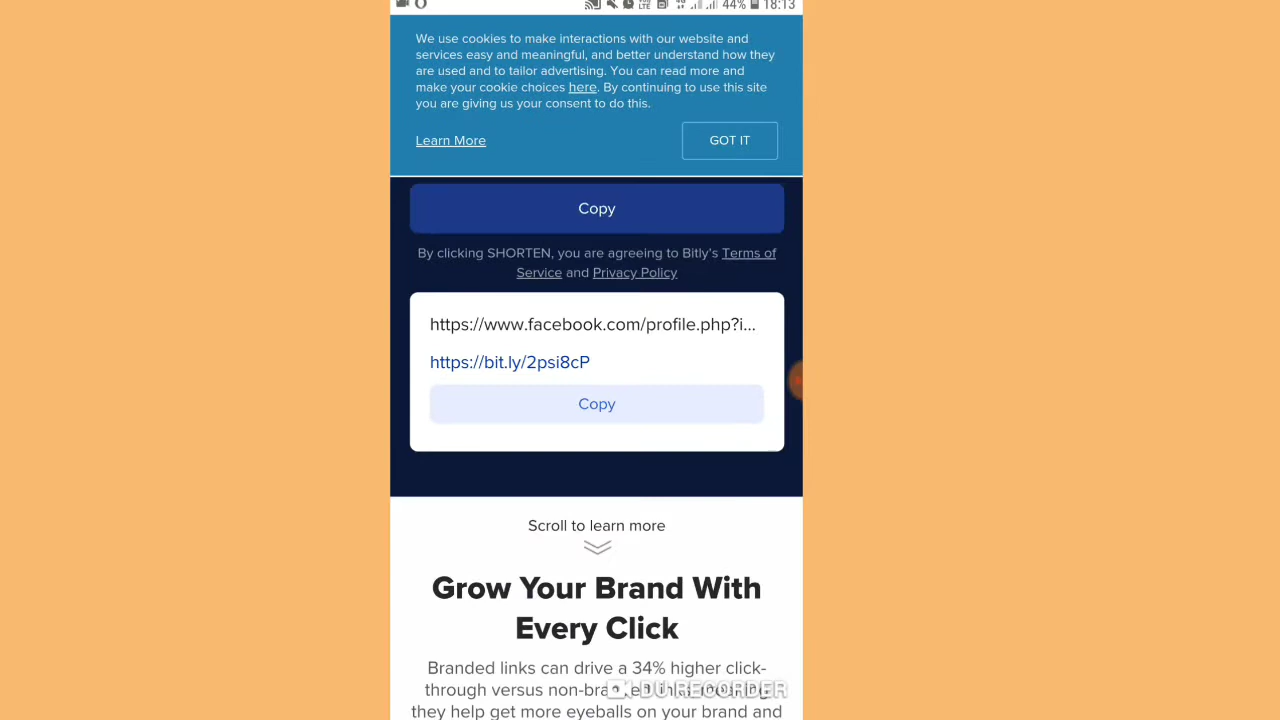 44% 18:13
We use cookies to make interactions with our website and
services easy and meaningful, and better understand how they
are used and to tailor advertising. You can read more and
make your cookie choices here. By continuing to use this site
you are giving us your consent to do this.
Learn More
GOT IT
Copy
By clicking SHORTEN, you are agreeing to Bitly's Terms of
Service and Privacy Policy
https://www.facebook.com/profile.php?i...
https://bit.ly/2psi8cP
Copy
Scroll to learn more
Grow Your Brand With
Every Click
Branded links can drive a 34% higher click-
through versus non-branded links, meaning
DU RECORDER
they help get more eyeballs on your brand and